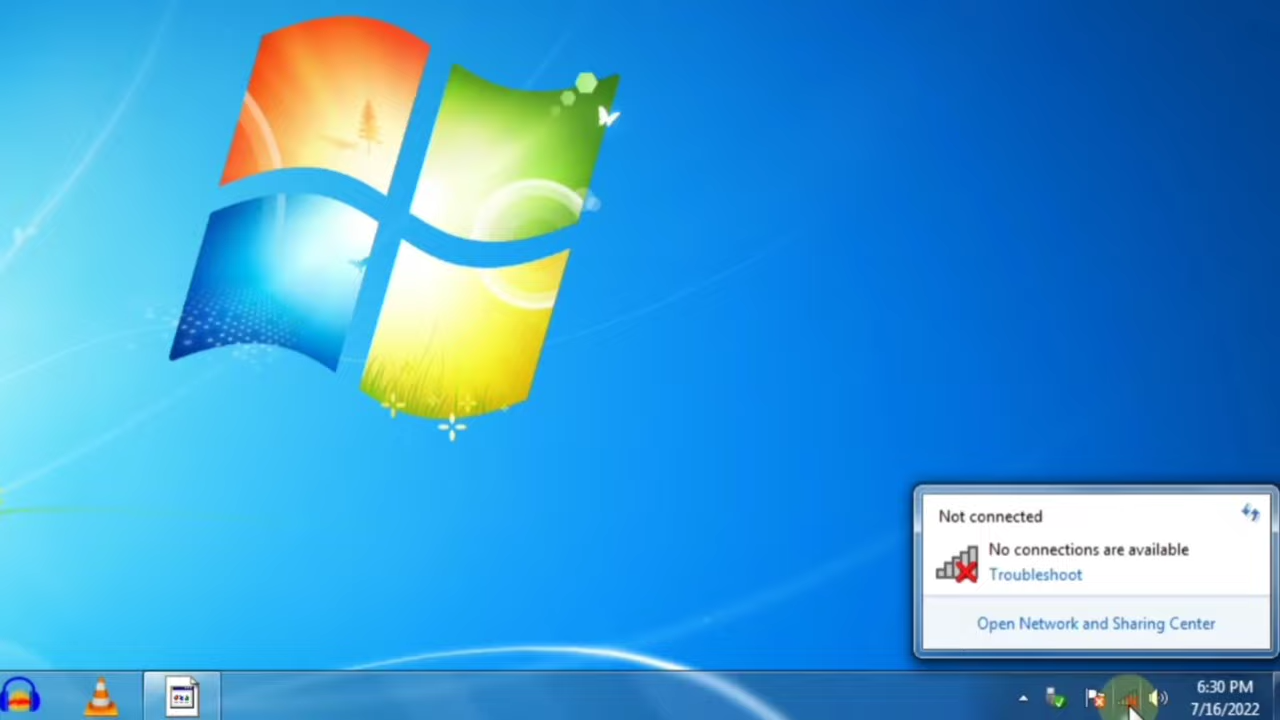 Not connected
No connections are available
Troubleshoot
Open Network and Sharing Center
6:30 PM
7/16/2022